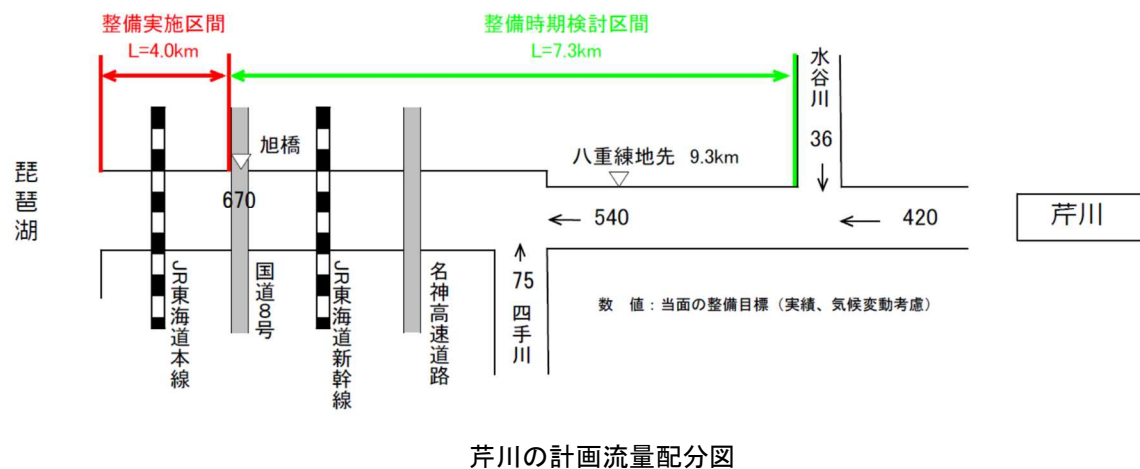 整備実施区間
L=4.0km
整備時期検討区間
L=7.3km
水谷川
36
旭橋
八重練地先 9.3km
琵琶湖
670
540
420
芹川
75
四手川
JR東海道本線
国道8号
JR東海道新幹線
名神高速道路
数 値：当面の整備目標（実績、気候変動考慮）
芹川の計画流量配分図